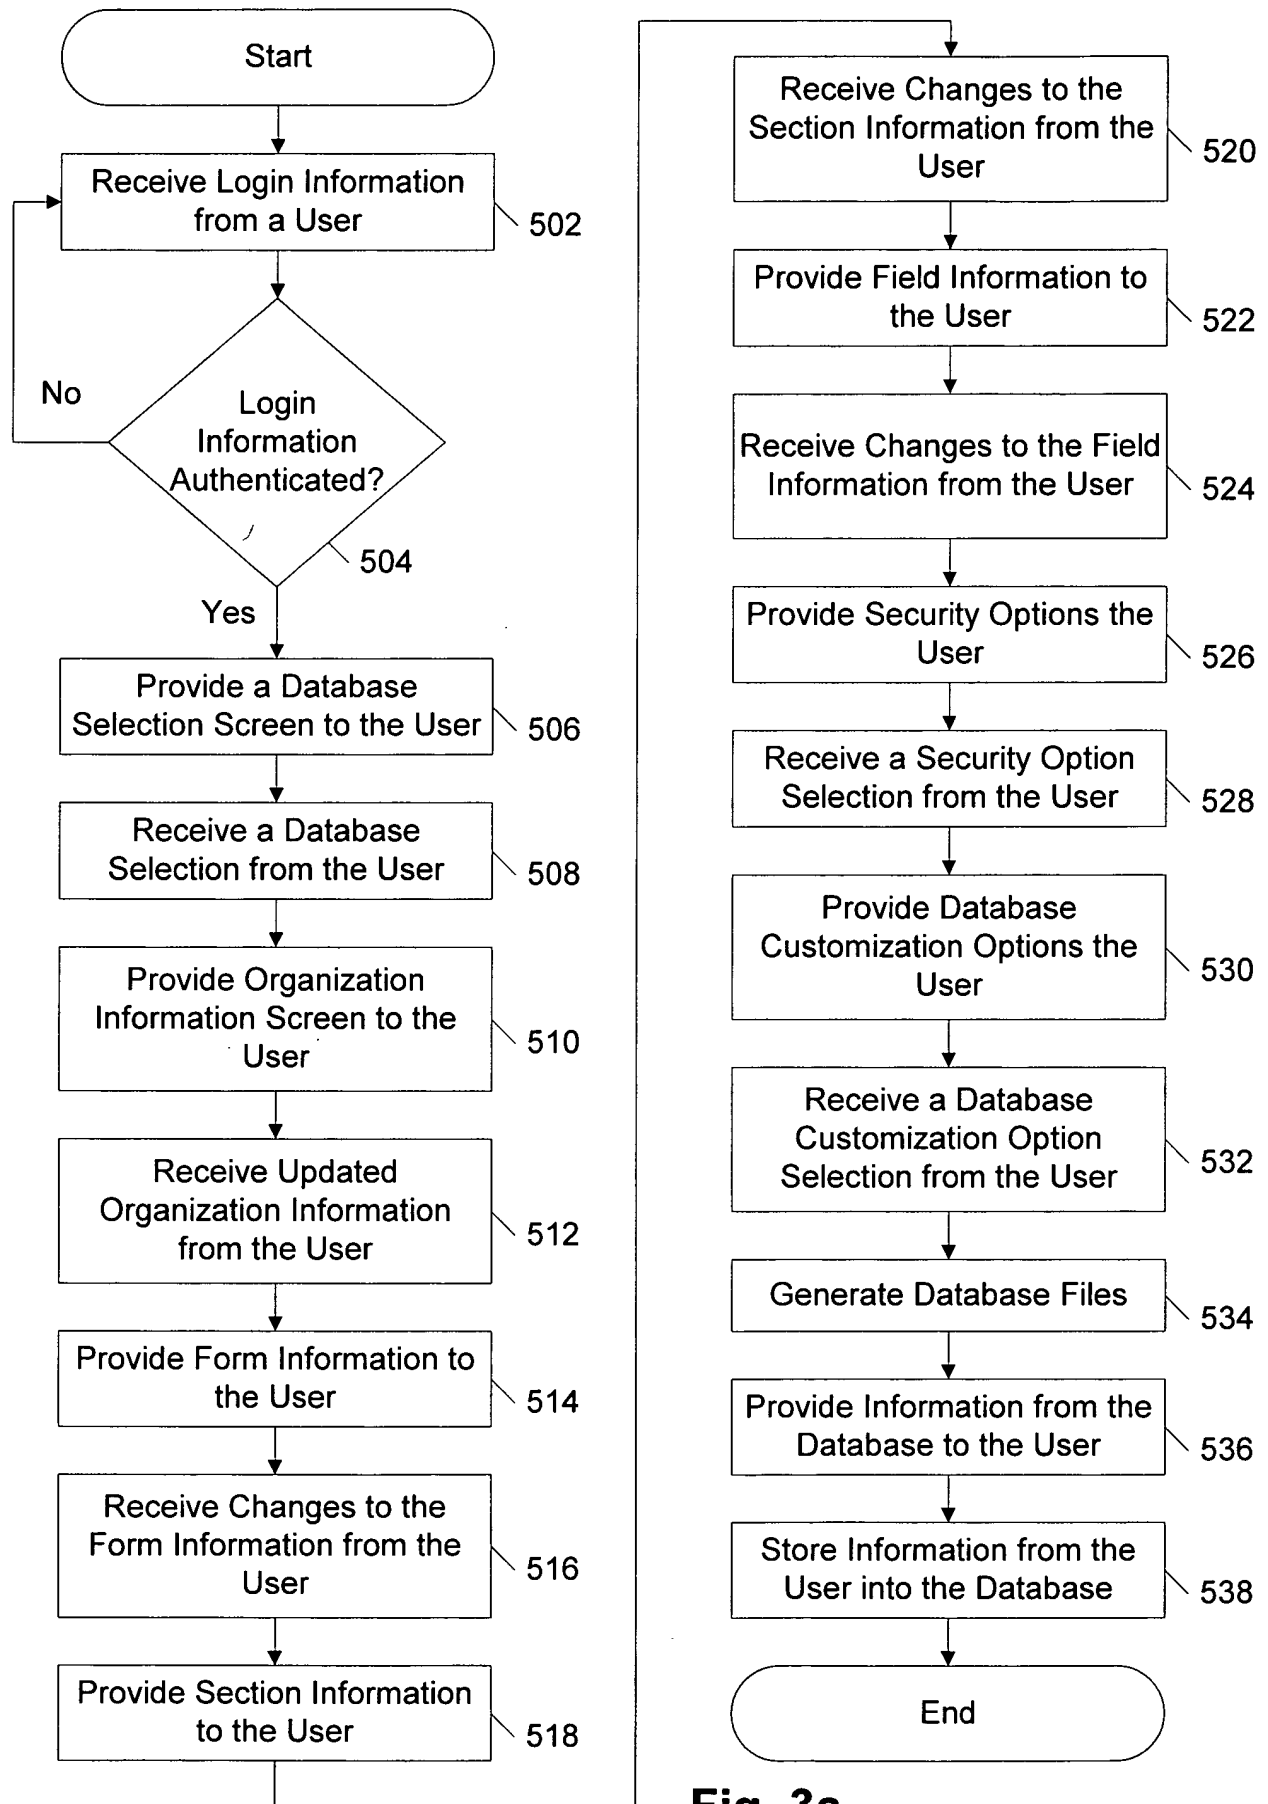 Start
Receive Login Information
from a User
502
No
Login
Information
Authenticated?
504
Yes
Provide a Database
Selection Screen to the User
506
Receive a Database
Selection from the User
508
Provide Organization
Information Screen to the
User
510
Receive Updated
Organization Information
from the User
512
Provide Form Information to
the User
514
Receive Changes to the
Form Information from the
User
516
Provide Section Information
to the User
518
Receive Changes to the
Section Information from the
User
520
Provide Field Information to
the User
522
Receive Changes to the Field
Information from the User
524
Provide Security Options the
User
526
Receive a Security Option
Selection from the User
528
Provide Database
Customization Options the
User
530
Receive a Database
Customization Option
Selection from the User
532
Generate Database Files
534
Provide Information from the
Database to the User
536
Store Information from the
User into the Database
538
End